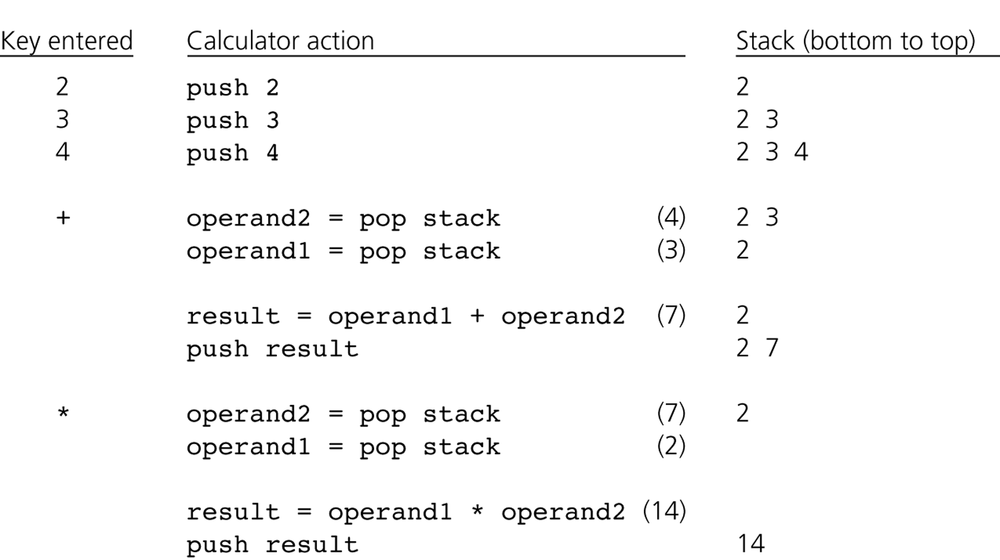 Key entered Calculator action Stack (bottom to top)
2 push 2 2
3 push 3 2 3
4 push 4 2 3 4
+ operand2 = pop stack (4) 2 3
operand1 = pop stack (3) 2
result = operand1 + operand2 (7) 2
push result 2 7
* operand2 = pop stack (7) 2
operand1 = pop stack (2)
result = operand1 * operand2 (14)
push result 14